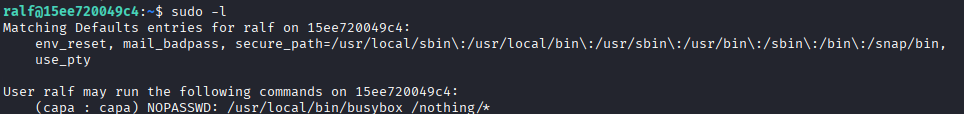 ralf@15ee720049c4:~$ sudo -l
Matching Defaults entries for ralf on 15ee720049c4:
    env_reset, mail_badpass, secure_path=/usr/local/sbin\:/usr/local/bin\:/usr/sbin\:/usr/bin\:/sbin\:/bin\:/snap/bin,
    use_pty

User ralf may run the following commands on 15ee720049c4:
    (capa : capa) NOPASSWD: /usr/local/bin/busybox /nothing/*